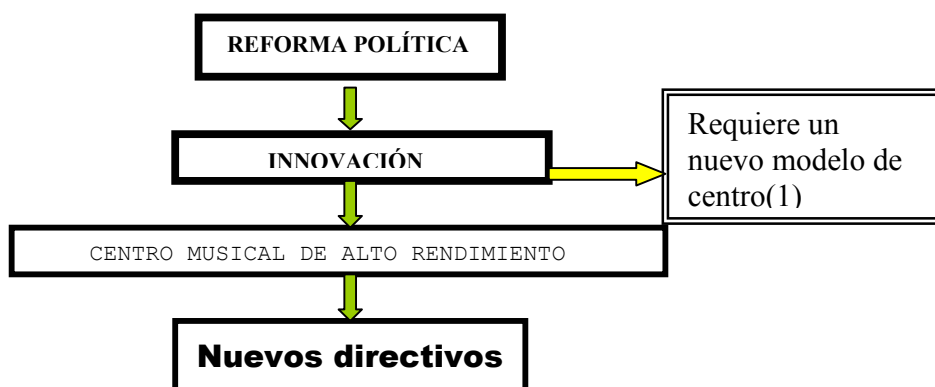 REFORMA POLÍTICA
INNOVACIÓN
Requiere un
nuevo modelo de
centro(1)
CENTRO MUSICAL DE ALTO RENDIMIENTO
Nuevos directivos